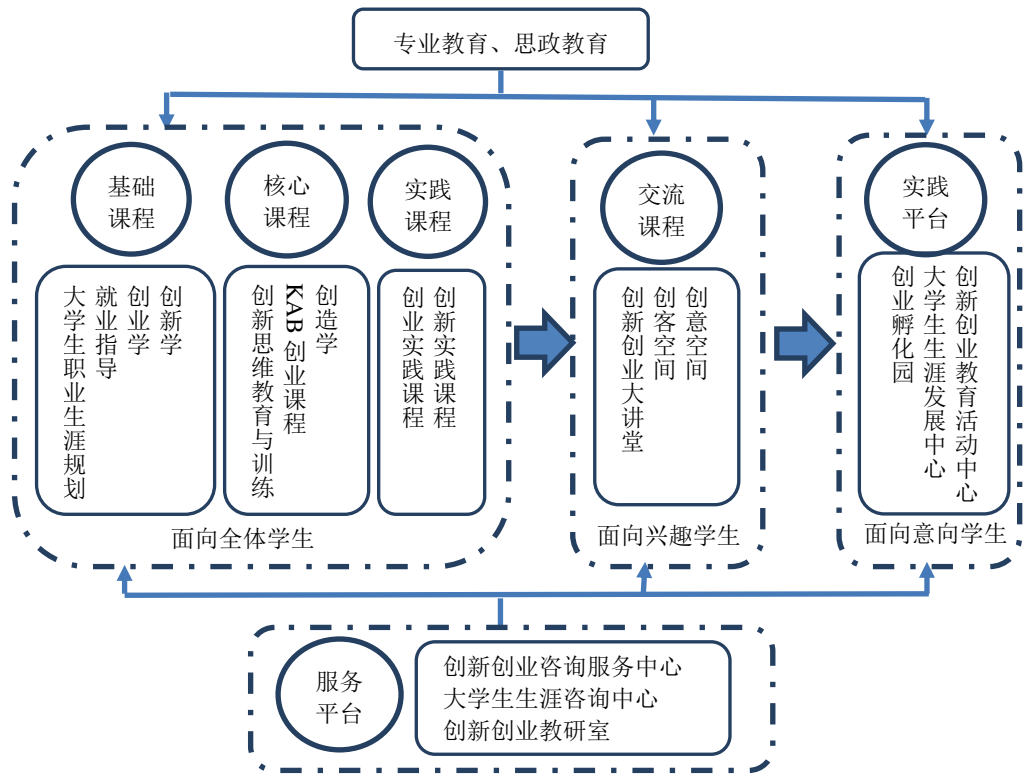 专业教育、思政教育
基础
课程
核心
课程
实践
课程
交流
课程
实践
平台
创新学
创业学
就业指导
大学生职业生涯规划
创造学
KAB 创业课程
创新思维教育与训练
创新实践课程
创业实践课程
创意空间
创客空间
创新创业大讲堂
创新创业教育活动中心
大学生生涯发展中心
创业孵化园
面向全体学生
面向兴趣学生
面向意向学生
服务
平台
创新创业咨询服务中心
大学生生涯咨询中心
创新创业教研室